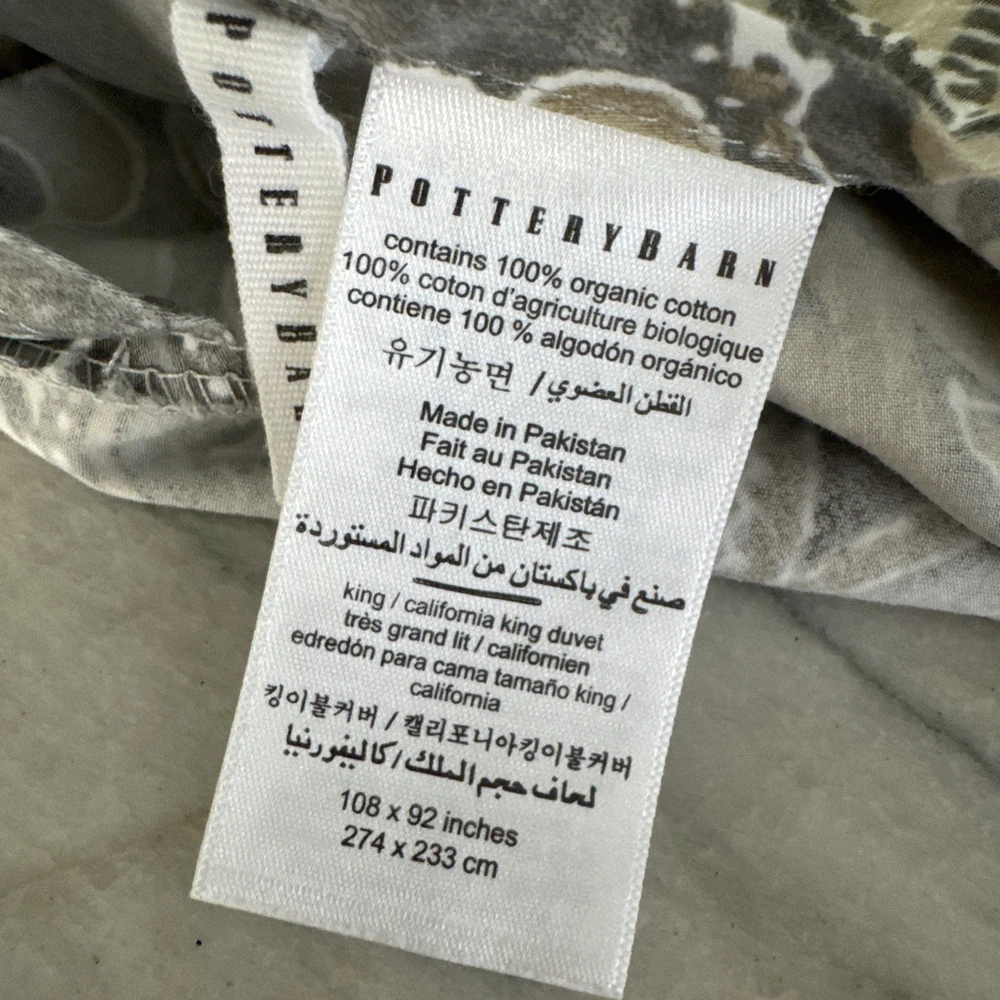 POTTERY BA
POTTERYBARN
contains 100% organic cotton
100% coton d'agriculture biologique
contiene 100 % algodón orgánico
유기농면 / القطن العضوي
Made in Pakistan
Fait au Pakistan
Hecho en Pakistán
파키스탄제조
صنع في باكستان من المواد المستوردة
king / california king duvet
très grand lit / californien
edredón para cama tamaño king /
california
킹이불커버 / 캘리포니아킹이불커버
لحاف حجم الملك/كاليفورنيا
108 x 92 inches
274 x 233 cm